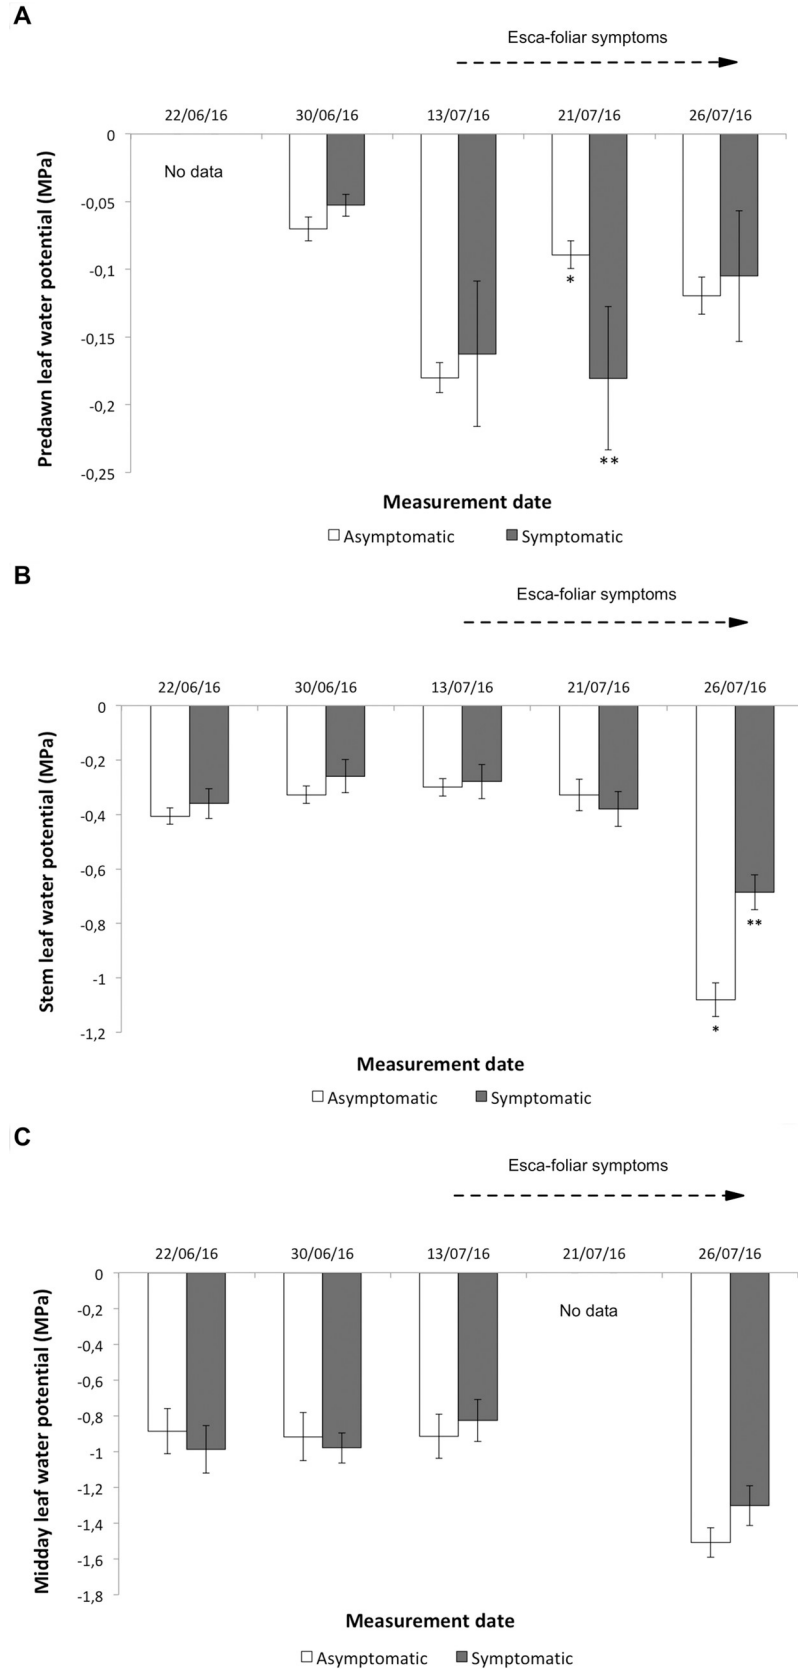 A
Esca-foliar symptoms
22/06/16 30/06/16 13/07/16 21/07/16 26/07/16
0
No data
-0,05
-0,1
*
-0,15
-0,2
**
-0,25
Predawn leaf water potential (MPa)
Measurement date
Asymptomatic Symptomatic
B
Esca-foliar symptoms
22/06/16 30/06/16 13/07/16 21/07/16 26/07/16
0
-0,2
-0,4
-0,6
-0,8
**
-1
*
-1,2
Stem leaf water potential (MPa)
Measurement date
Asymptomatic Symptomatic
C
Esca-foliar symptoms
22/06/16 30/06/16 13/07/16 21/07/16 26/07/16
0
-0,2
No data
-0,4
-0,6
-0,8
-1
-1,2
-1,4
-1,6
-1,8
Midday leaf water potential (MPa)
Measurement date
Asymptomatic Symptomatic